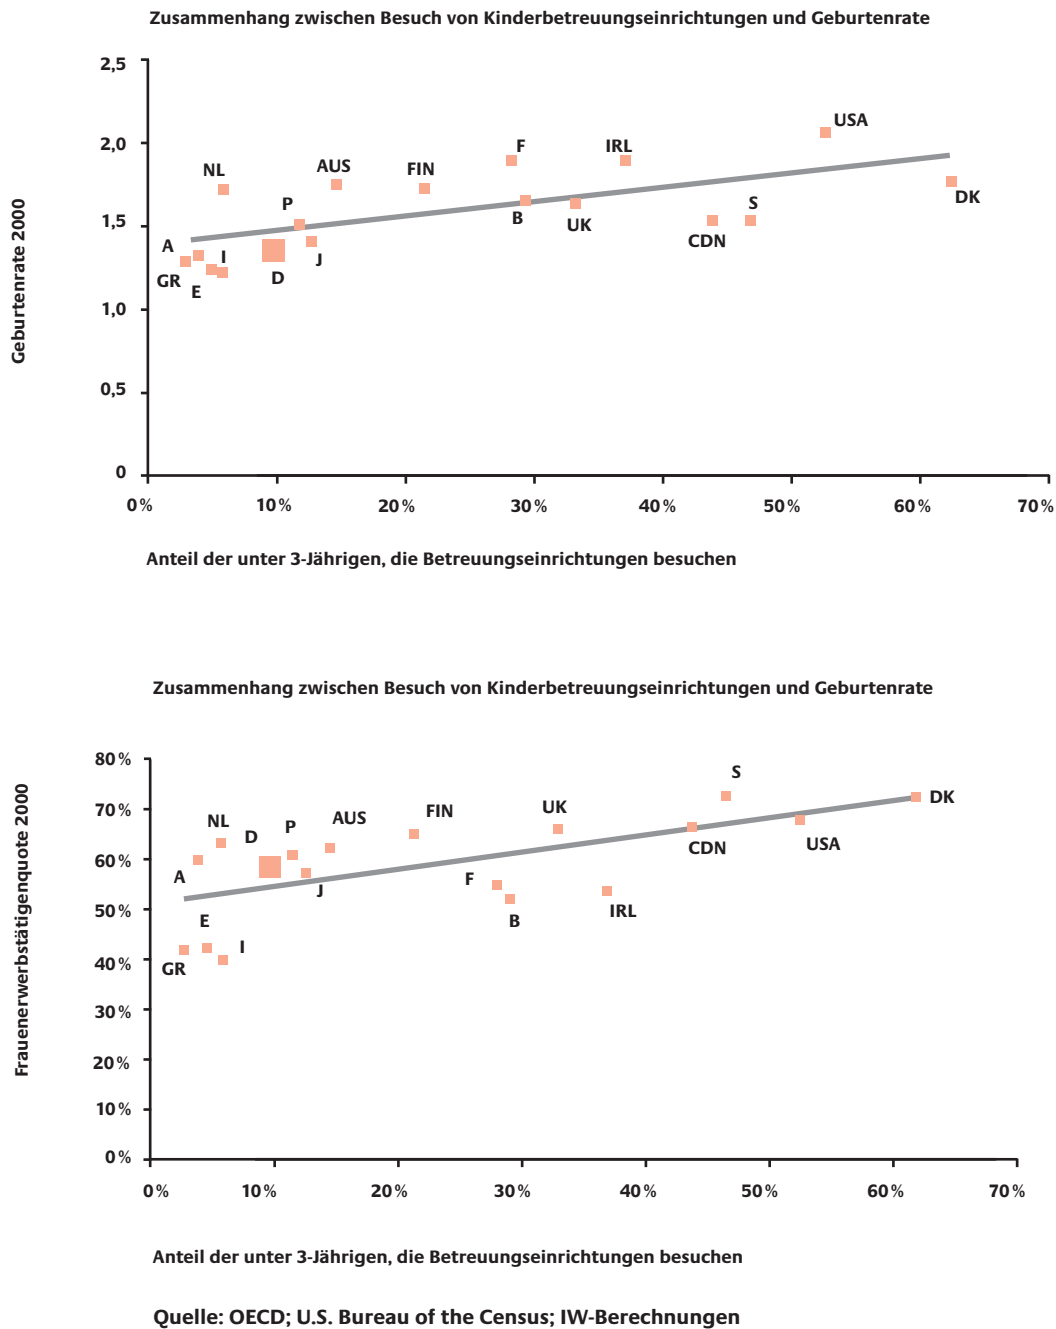 Zusammenhang zwischen Besuch von Kinderbetreuungseinrichtungen und Geburtenrate
Geburtenrate 2000
2,5
2,0
1,5
1,0
0,5
0
USA
F
IRL
NL
AUS
FIN
DK
P
B
UK
S
CDN
A
I
J
GR
E
D
0% 10% 20% 30% 40% 50% 60% 70%
Anteil der unter 3-Jährigen, die Betreuungseinrichtungen besuchen
Zusammenhang zwischen Besuch von Kinderbetreuungseinrichtungen und Geburtenrate
Frauenerwerbstätigenquote 2000
80%
70%
60%
50%
40%
30%
20%
10%
0%
S
DK
NL
D
P
AUS
FIN
UK
CDN
USA
A
J
F
B
IRL
E
I
GR
0% 10% 20% 30% 40% 50% 60% 70%
Anteil der unter 3-Jährigen, die Betreuungseinrichtungen besuchen
Quelle: OECD; U.S. Bureau of the Census; IW-Berechnungen